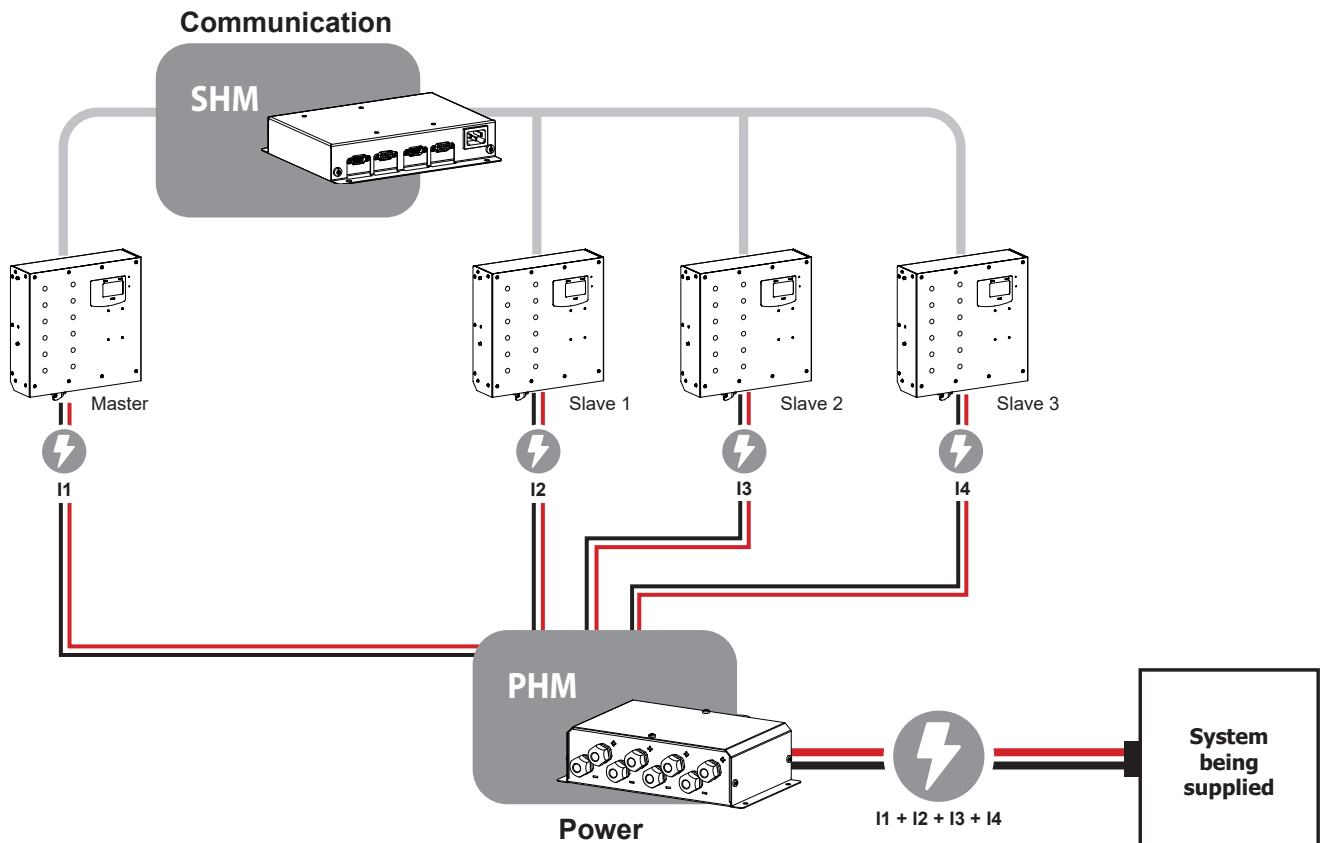 Communication
SHM
Master
Slave 1
Slave 2
Slave 3
I1
I2
I3
I4
PHM
+
+
+
+
-
-
-
-
System
being
supplied
I1 + I2 + I3 + I4
Power